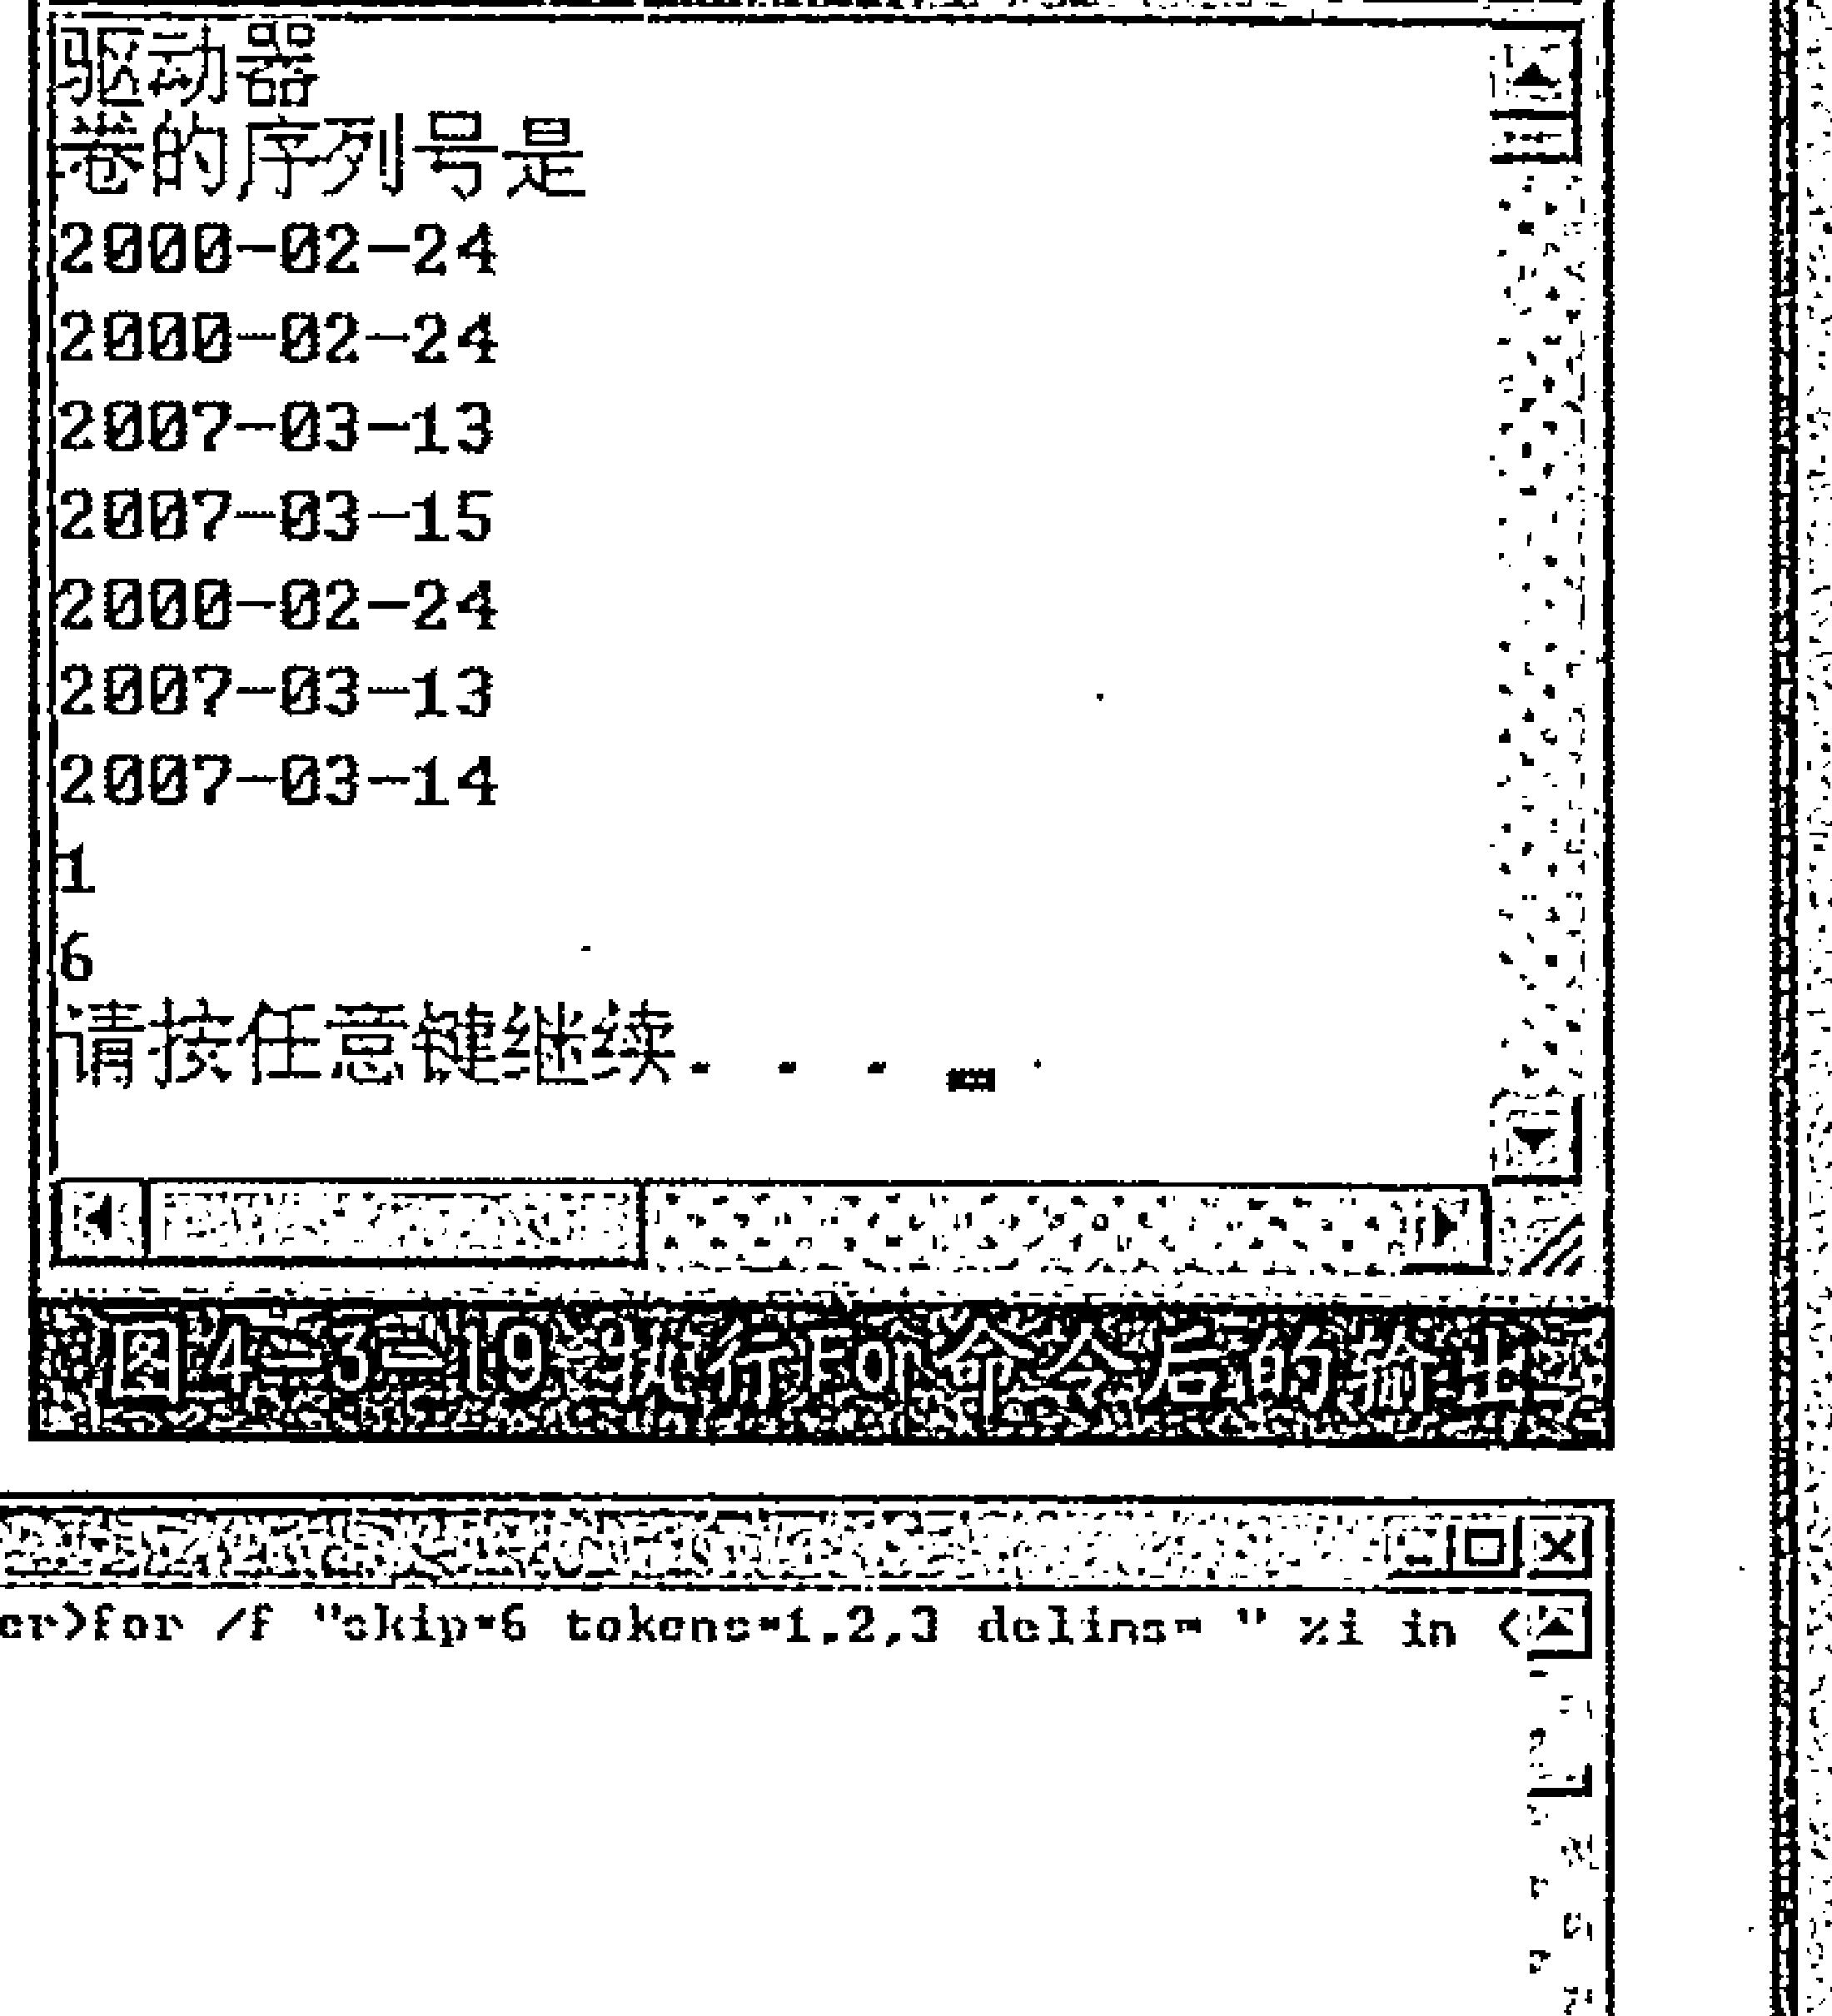 驱动器
卷的序列号是
2000-02-24
2000-02-24
2007-03-13
2007-03-15
2000-02-24
2007-03-13
2007-03-14
1
6
请按任意键继续. . .
图4-3-19 执行For命令后的输出
er>for /f "skip=6 tokens=1,2,3 delims= " %i in (